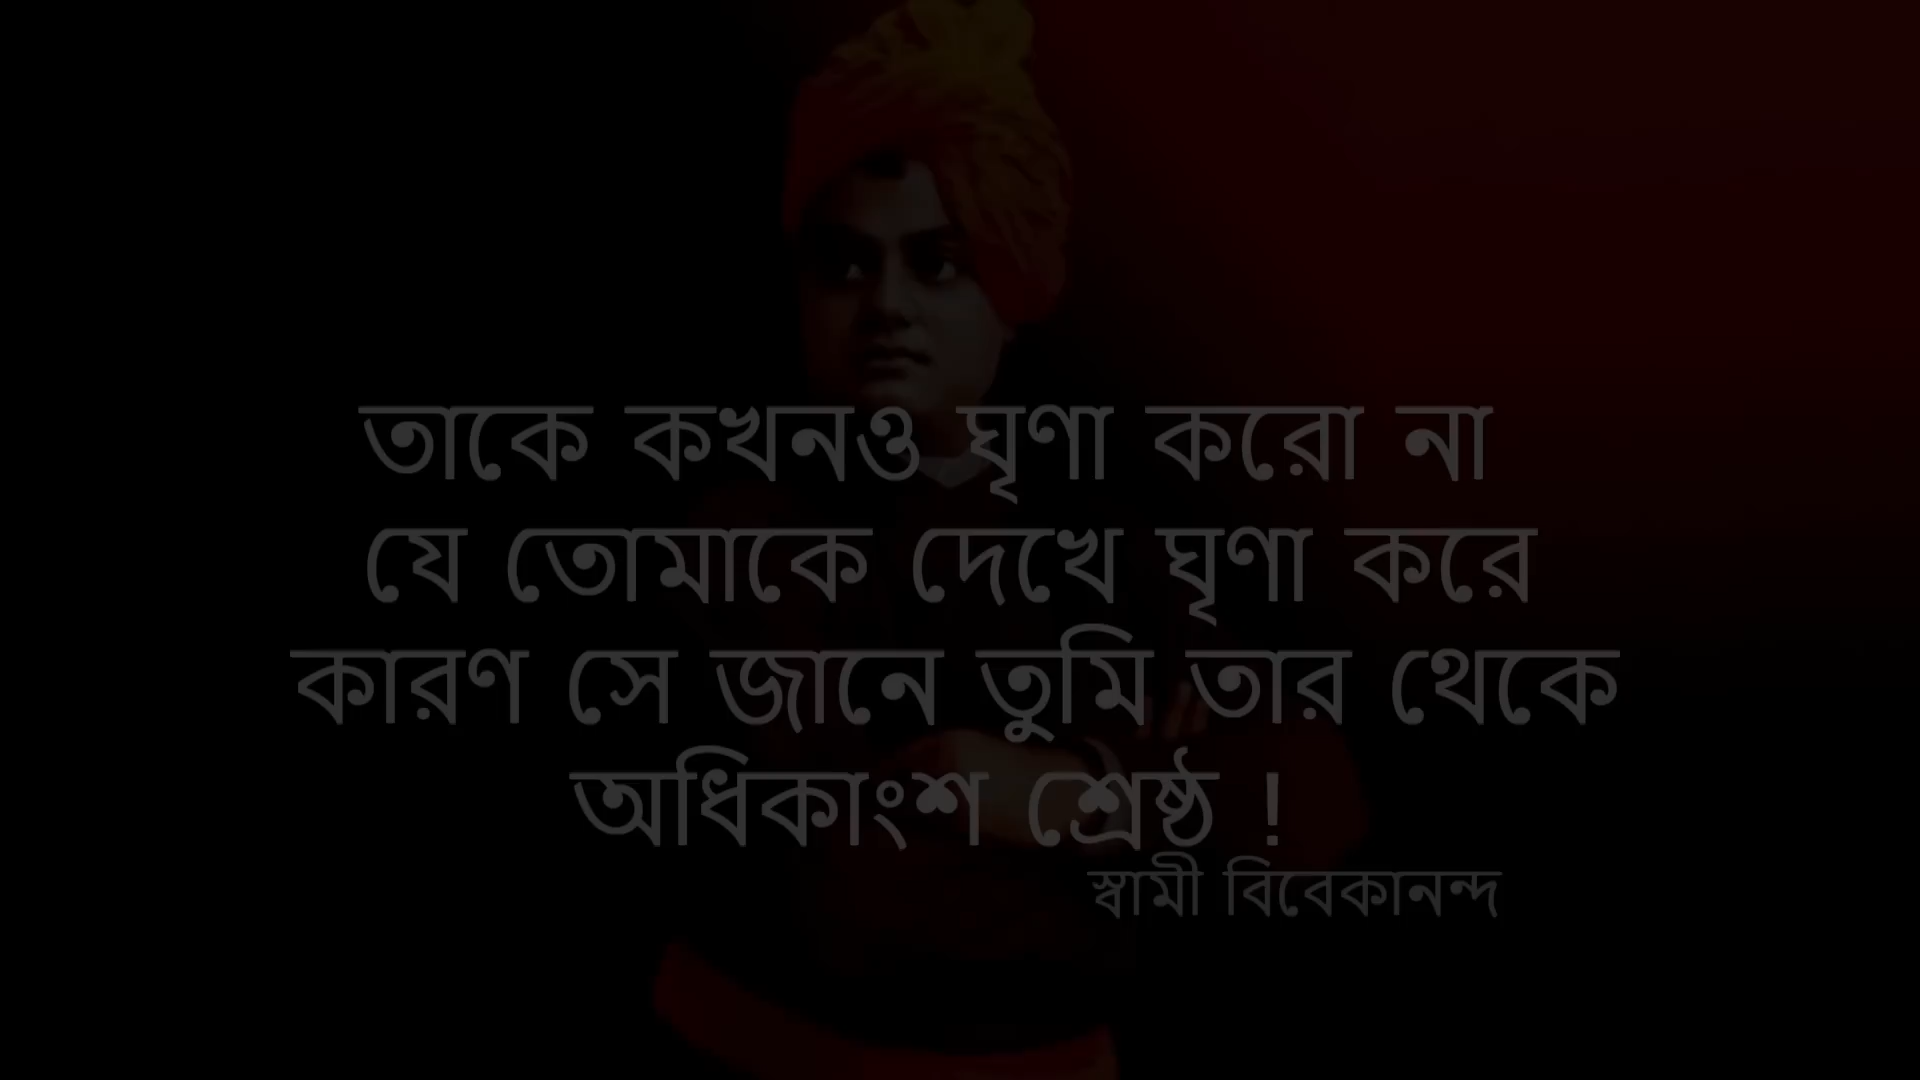 তাকে কখনও ঘৃণা করো না
যে তোমাকে দেখে ঘৃণা করে
কারণ সে জানে তুমি তার থেকে
অধিকাংশ শ্রেষ্ঠ !
স্বামী বিবেকানন্দ